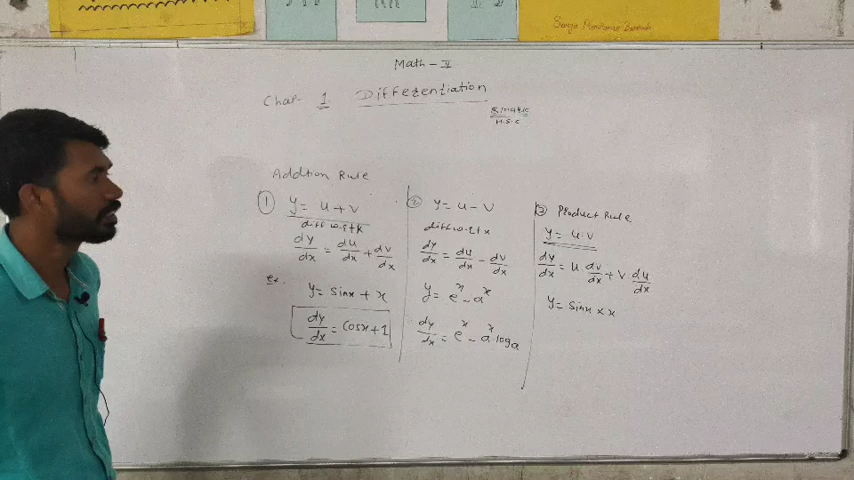 Math - II
Chap 1 Differentiation
H.S.C
Addtion Rule
① y = u + v
diff w.r.t x
dy/dx = du/dx + dv/dx
Ex.
y = sinx + x
dy/dx = cosx + 1
② y = u - v
diff w.r.t x
dy/dx = du/dx - dv/dx
y = e^x - a^x
dy/dx = e^x - a^x . log a
③ Product Rule
y = u.v
dy/dx = u . dv/dx + v . du/dx
y = sinx × x